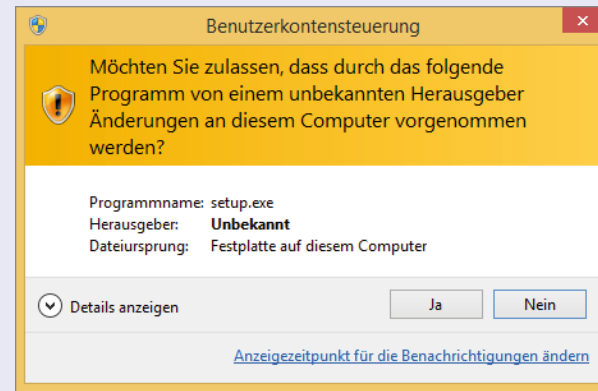 Benutzerkontensteuerung
Möchten Sie zulassen, dass durch das folgende
Programm von einem unbekannten Herausgeber
Änderungen an diesem Computer vorgenommen
werden?
Programmname: setup.exe
Herausgeber: Unbekannt
Dateiursprung: Festplatte auf diesem Computer
Details anzeigen
Ja
Nein
Anzeigezeitpunkt für die Benachrichtigungen ändern